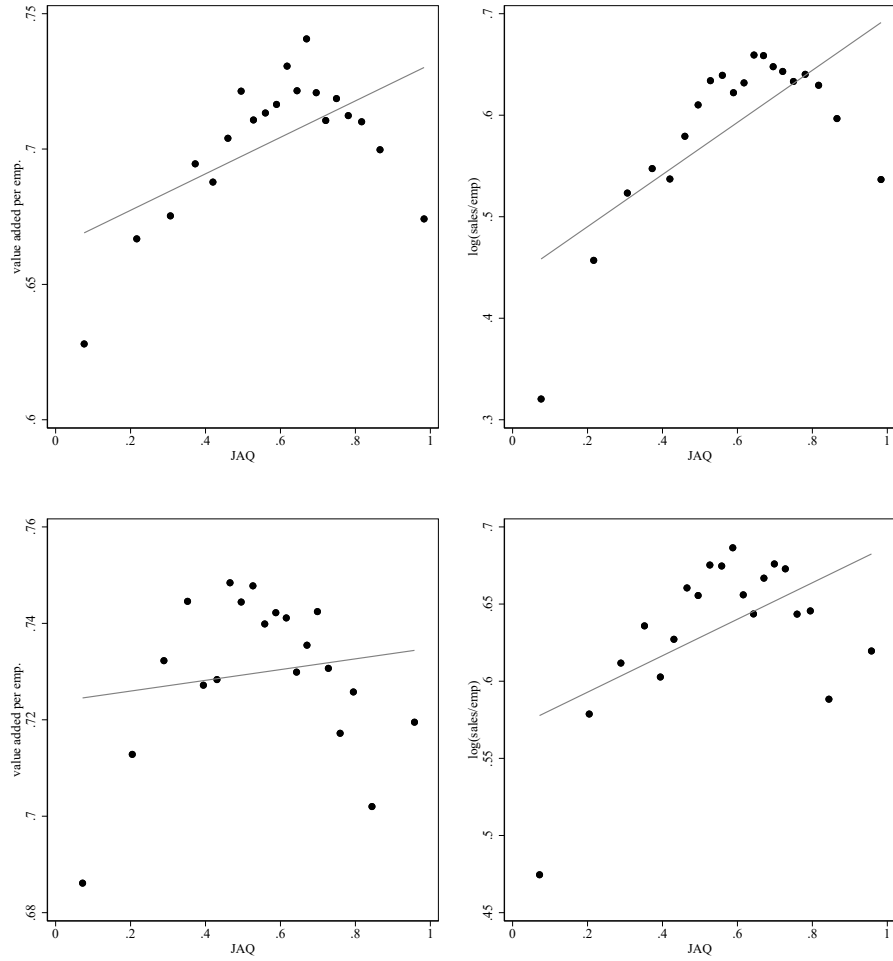 value added per emp.
.6 .65 .7 .75
0 .2 .4 .6 .8 1
JAQ
log(sales/emp)
.3 .4 .5 .6 .7
0 .2 .4 .6 .8 1
JAQ
value added per emp.
.68 .7 .72 .74 .76
0 .2 .4 .6 .8 1
JAQ
log(sales/emp)
.45 .5 .55 .6 .65 .7
0 .2 .4 .6 .8 1
JAQ